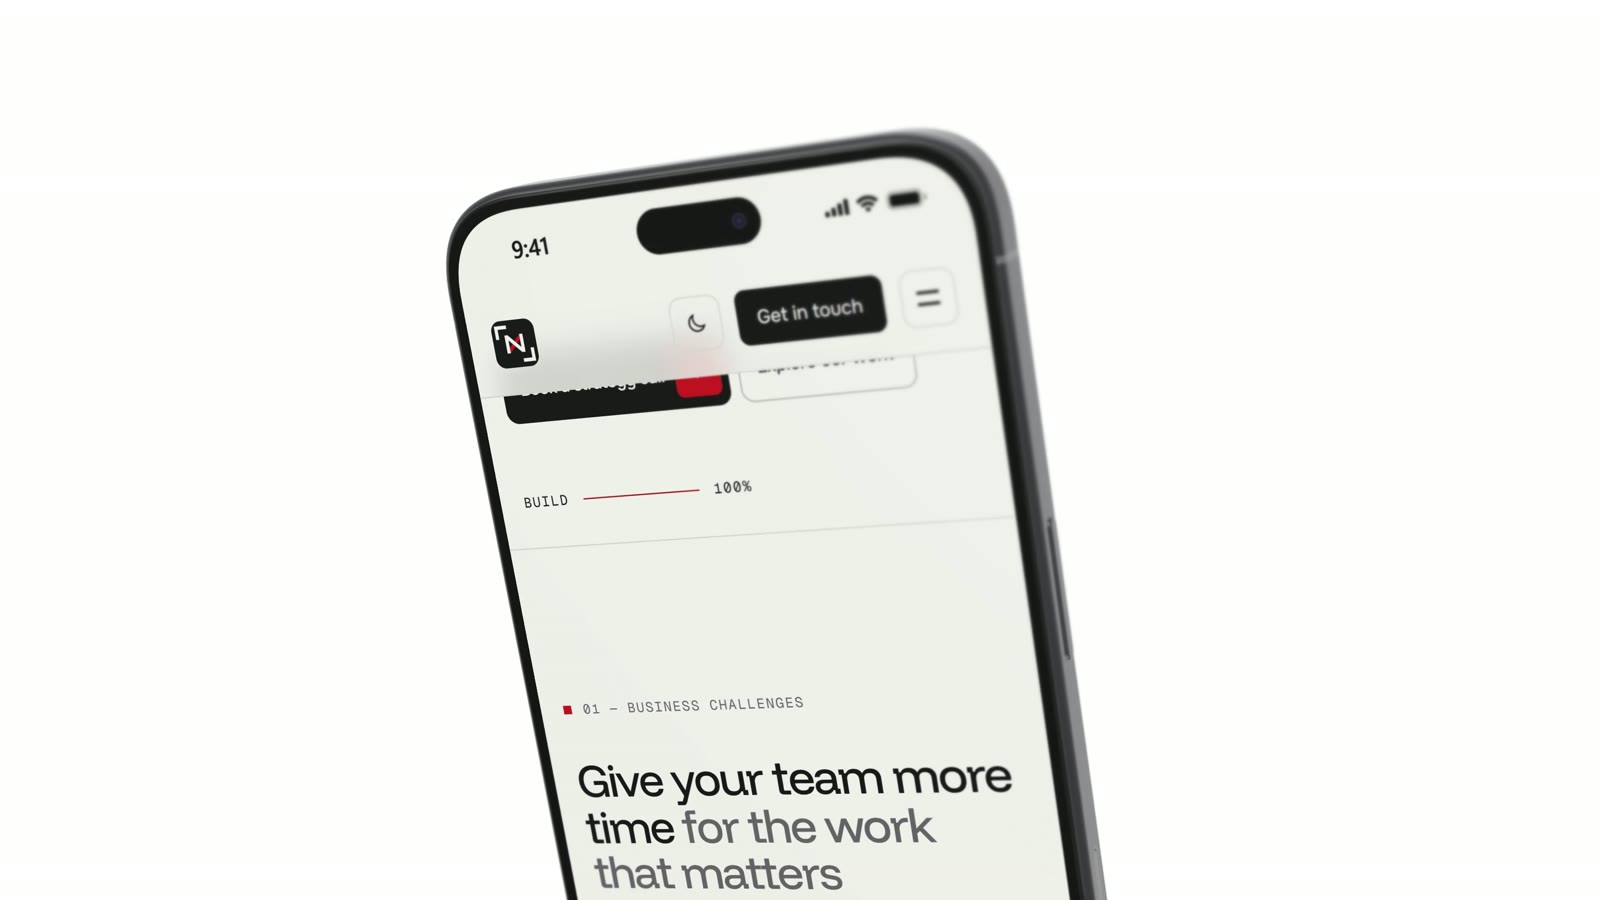 9:41
N
Get in touch
BUILD 100%
01 — BUSINESS CHALLENGES
Give your team more
time for the work
that matters